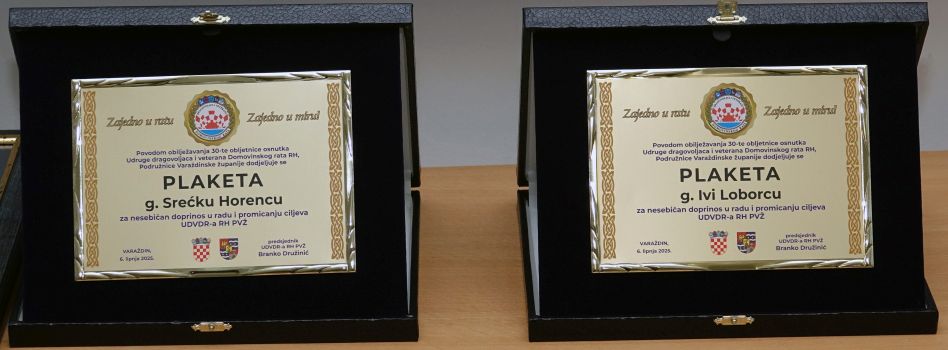 Zajedno u ratu
Zajedno u miru!
Povodom obilježavanja 30-te obljetnice osnutka
Udruge dragovoljaca i veterana Domovinskog rata RH,
Podružnice Varaždinske županije dodjeljuje se
PLAKETA
g. Srećku Horencu
za nesebičan doprinos u radu i promicanju ciljeva
UDVDR-a RH PVŽ
VARAŽDIN,
6. lipnja 2025.
predsjednik
UDVDR-a RH PVŽ
Branko Družinić
Zajedno u ratu
Zajedno u miru!
Povodom obilježavanja 30-te obljetnice osnutka
Udruge dragovoljaca i veterana Domovinskog rata RH,
Podružnice Varaždinske županije dodjeljuje se
PLAKETA
g. Ivi Loborcu
za nesebičan doprinos u radu i promicanju ciljeva
UDVDR-a RH PVŽ
VARAŽDIN,
6. lipnja 2025.
predsjednik
UDVDR-a RH PVŽ
Branko Družinić